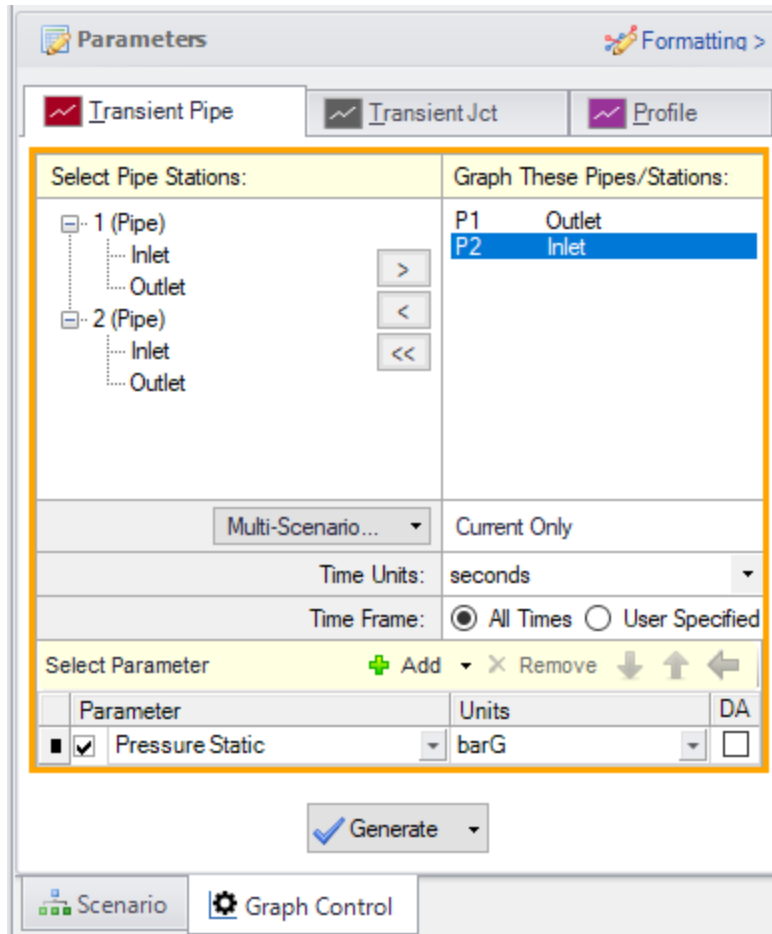 Parameters
Formatting >
Transient Pipe
Transient Jct
Profile
Select Pipe Stations:
Graph These Pipes/Stations:
1 (Pipe)
Inlet
Outlet
2 (Pipe)
Inlet
Outlet
>
<
<<
P1 Outlet
P2 Inlet
Multi-Scenario...
Current Only
Time Units:
seconds
Time Frame:
All Times
User Specified
Select Parameter
Add
Remove
Parameter
Units
DA
Pressure Static
barG
Generate
Scenario
Graph Control